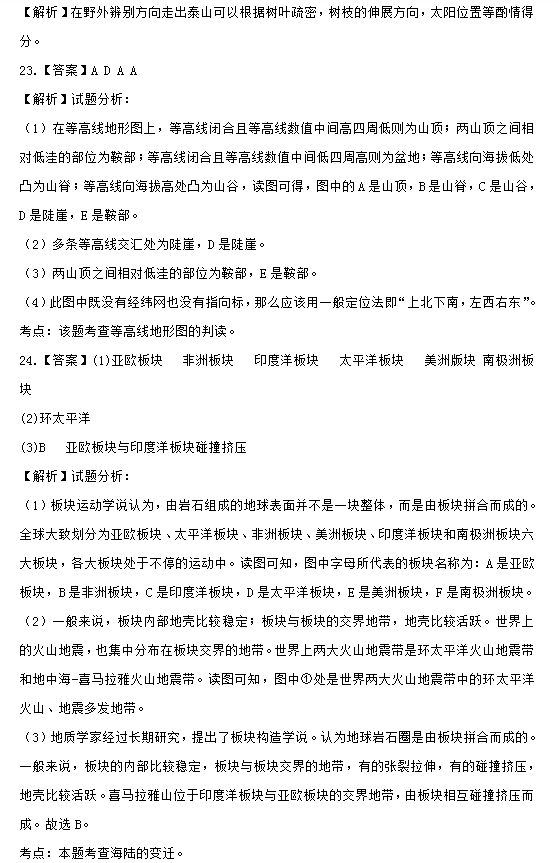 【解析】在野外辨别方向走出泰山可以根据树叶疏密，树枝的伸展方向，太阳位置等酌情得
分。
23.【答案】A D A A
【解析】试题分析：
（1）在等高线地形图上，等高线闭合且等高线数值中间高四周低则为山顶；两山顶之间相
对低洼的部位为鞍部；等高线闭合且等高线数值中间低四周高则为盆地；等高线向海拔低处
凸为山脊；等高线向海拔高处凸为山谷，读图可得，图中的A是山顶，B是山脊，C是山谷，
D是陡崖，E是鞍部。
（2）多条等高线交汇处为陡崖，D是陡崖。
（3）两山顶之间相对低洼的部位为鞍部，E是鞍部。
（4）此图中既没有经纬网也没有指向标，那么应该用一般定位法即“上北下南，左西右东”。
考点：该题考查等高线地形图的判读。
24.【答案】(1)亚欧板块 非洲板块 印度洋板块 太平洋板块 美洲版块 南极洲板
块
(2)环太平洋
(3)B 亚欧板块与印度洋板块碰撞挤压
【解析】试题分析：
（1）板块运动学说认为，由岩石组成的地球表面并不是一块整体，而是由板块拼合而成的。
全球大致划分为亚欧板块、太平洋板块、非洲板块、美洲板块、印度洋板块和南极洲板块六
大板块，各大板块处于不停的运动中。读图可知，图中字母所代表的板块名称为：A是亚欧
板块，B是非洲板块，C是印度洋板块，D是太平洋板块，E是美洲板块，F是南极洲板块。
（2）一般来说，板块内部地壳比较稳定；板块与板块的交界地带，地壳比较活跃。世界上
的火山地震，也集中分布在板块交界的地带。世界上两大火山地震带是环太平洋火山地震带
和地中海-喜马拉雅火山地震带。读图可知，图中①处是世界两大火山地震带中的环太平洋
火山、地震多发地带。
（3）地质学家经过长期研究，提出了板块构造学说。认为地球岩石圈是由板块拼合而成的。
一般来说，板块的内部比较稳定，板块与板块交界的地带，有的张裂拉伸，有的碰撞挤压，
地壳比较活跃。喜马拉雅山位于印度洋板块与亚欧板块的交界地带，由板块相互碰撞挤压而
成。故选B。
考点：本题考查海陆的变迁。